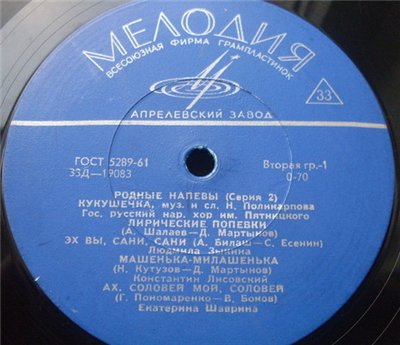 МЕЛОДИЯ
ВСЕСОЮЗНАЯ ФИРМА ГРАМПЛАСТИНОК
33
АПРЕЛЕВСКИЙ ЗАВОД
ГОСТ 5289-61
33Д—19083
Вторая гр.-1
0-70
РОДНЫЕ НАПЕВЫ (Серия 2)
КУКУШЕЧКА, муз. и сл. Н. Полинарпова
Гос. русский нар. хор им. Пятницкого
ЛИРИЧЕСКИЕ ПОПЕВКИ
(А. Шалаев—Д. Мартынов)
ЭХ ВЫ, САНИ, САНИ (А. Билаш—С. Есенин)
Людмила Зыкина
МАШЕНЬКА-МИЛАШЕНЬКА
(Н. Кутузов—Д. Мартынов)
Константин Лисовский
АХ, СОЛОВЕЙ МОЙ, СОЛОВЕЙ
(Г. Пономаренко—В. Боков)
Екатерина Шаврина